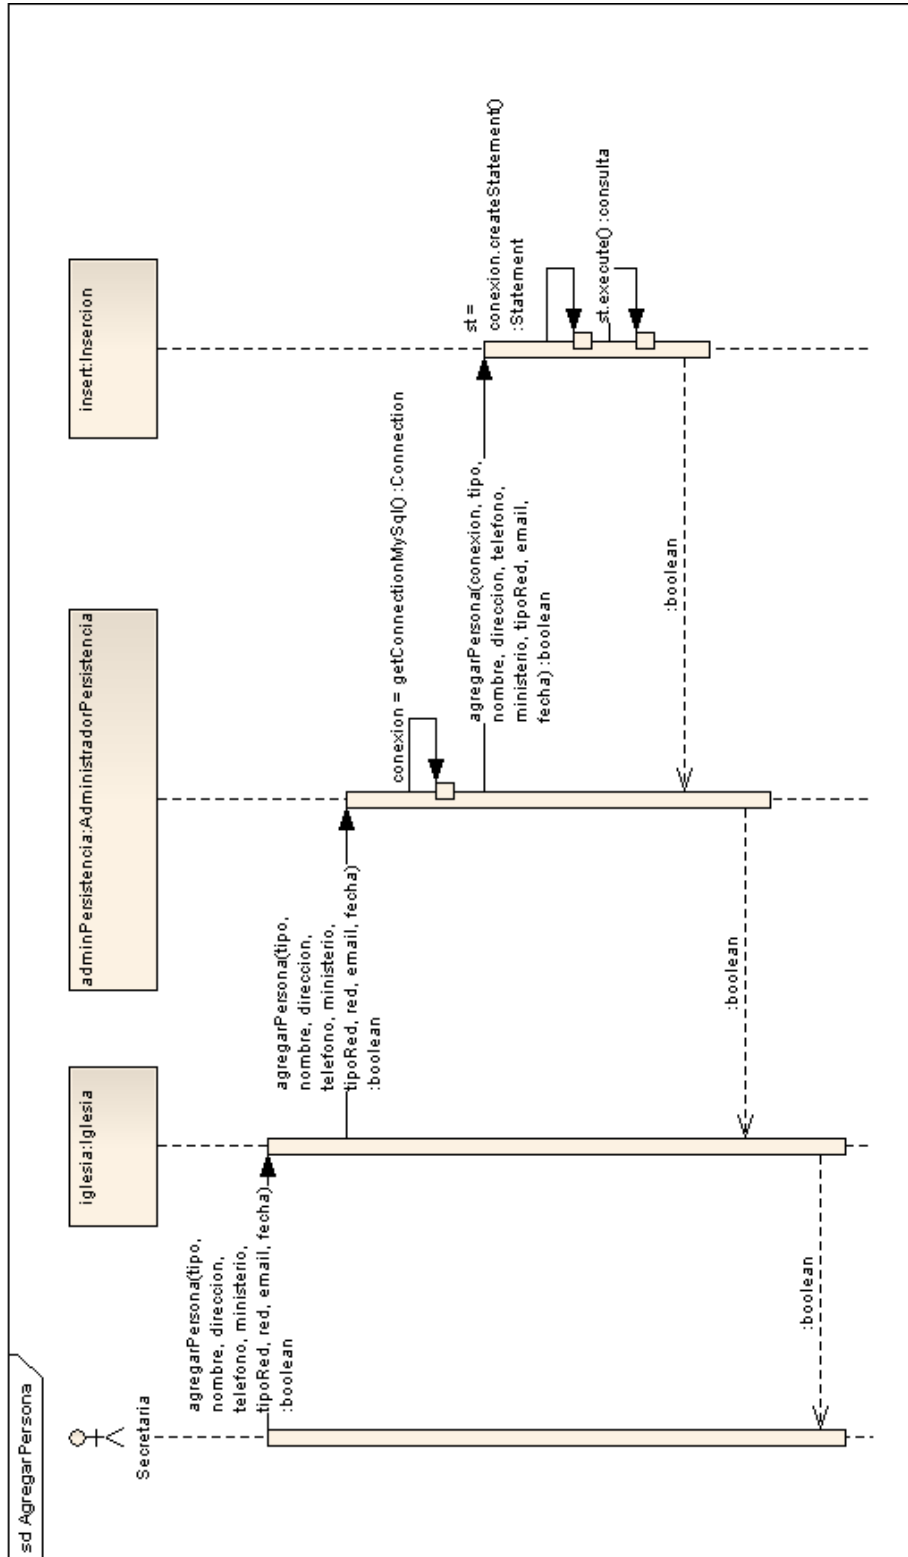 sd AgregarPersona
Secretaria
iglesia:Iglesia
adminPersistencia:AdministradorPersistencia
insert:Insercion
agregarPersona(tipo,
nombre, direccion,
telefono, ministerio,
tipoRed, red, email, fecha)
:boolean
agregarPersona(tipo,
nombre, direccion,
telefono, ministerio,
tipoRed, red, email, fecha)
:boolean
conexion = getConnectionMySql() :Connection
agregarPersona(conexion, tipo,
nombre, direccion, telefono,
ministerio, tipoRed, email,
fecha) :boolean
st =
conexion.createStatement()
:Statement
st.execute() :consulta
:boolean
:boolean
:boolean